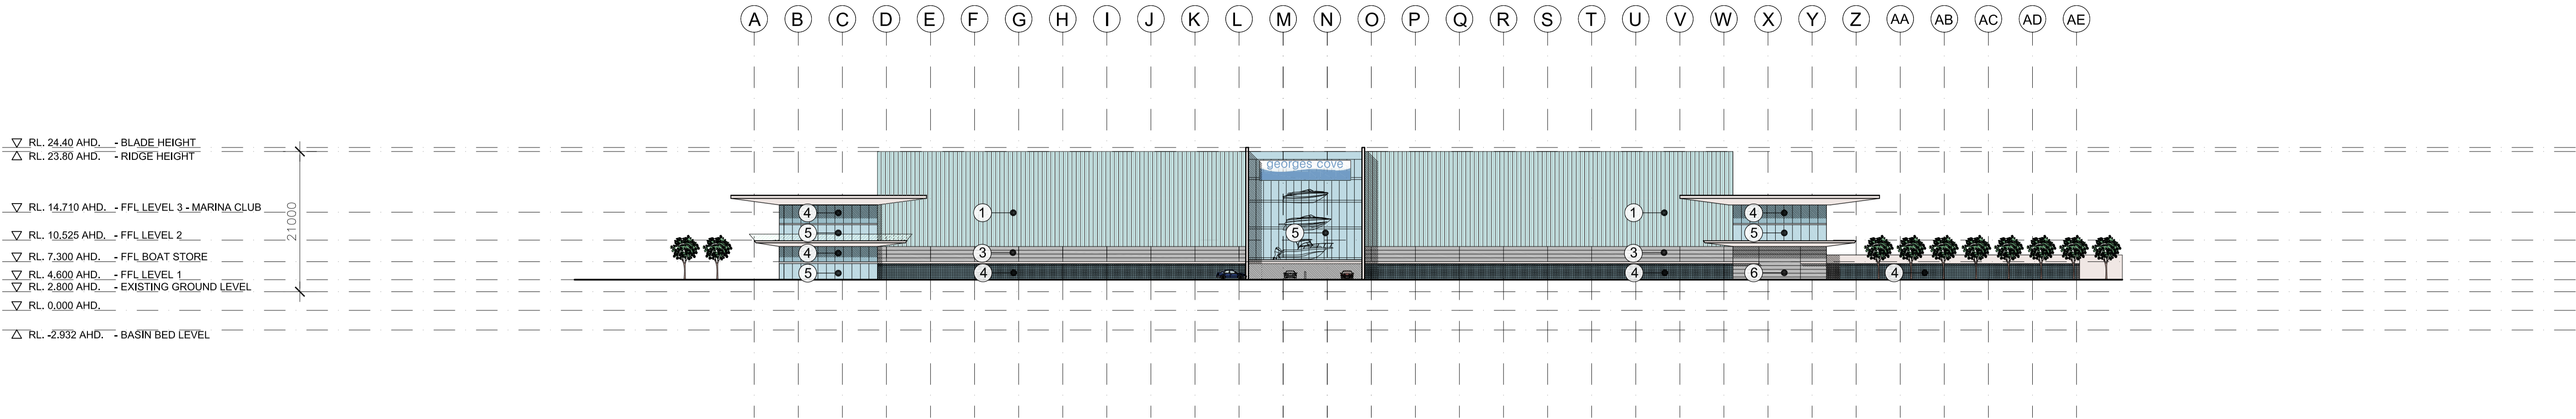 A B C D E F G H I J K L M N O P Q R S T U V W X Y Z AA AB AC AD AE
RL. 24.40 AHD. - BLADE HEIGHT
RL. 23.80 AHD. - RIDGE HEIGHT
georges cove
RL. 14.710 AHD. - FFL LEVEL 3 - MARINA CLUB
4 1 1 4
21000
RL. 10.525 AHD. - FFL LEVEL 2
5 5 5
RL. 7.300 AHD. - FFL BOAT STORE
4 3 3
RL. 4.600 AHD. - FFL LEVEL 1
5 4 4 6 4
RL. 2.800 AHD. - EXISTING GROUND LEVEL
RL. 0.000 AHD.
RL. -2.932 AHD. - BASIN BED LEVEL